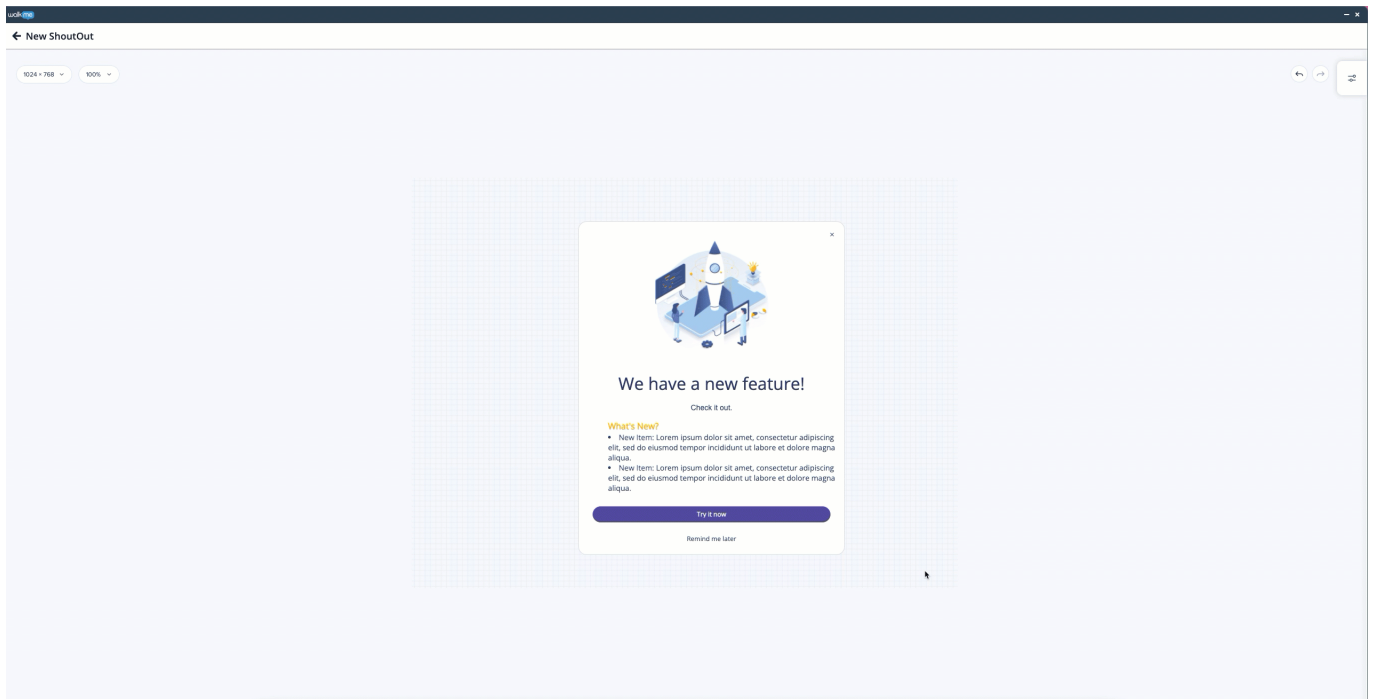 walkme
New ShoutOut
1024 × 768
100%
We have a new feature!
Check it out.
What's New?
• New Item: Lorem ipsum dolor sit amet, consectetur adipiscing
elit, sed do eiusmod tempor incididunt ut labore et dolore magna
aliqua.
• New Item: Lorem ipsum dolor sit amet, consectetur adipiscing
elit, sed do eiusmod tempor incididunt ut labore et dolore magna
aliqua.
Try it now
Remind me later